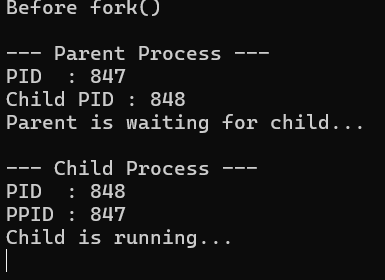 Before fork()
--- Parent Process ---
PID  : 847
Child PID : 848
Parent is waiting for child...
--- Child Process ---
PID  : 848
PPID : 847
Child is running...